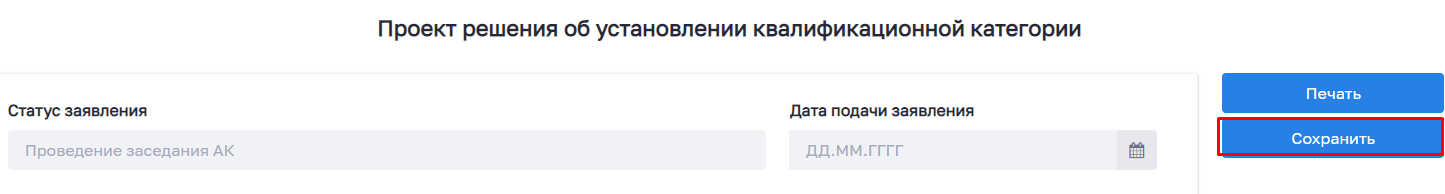 Проект решения об установлении квалификационной категории
Статус заявления
Дата подачи заявления
Печать
Проведение заседания АК
ДД.ММ.ГГГГ
Сохранить